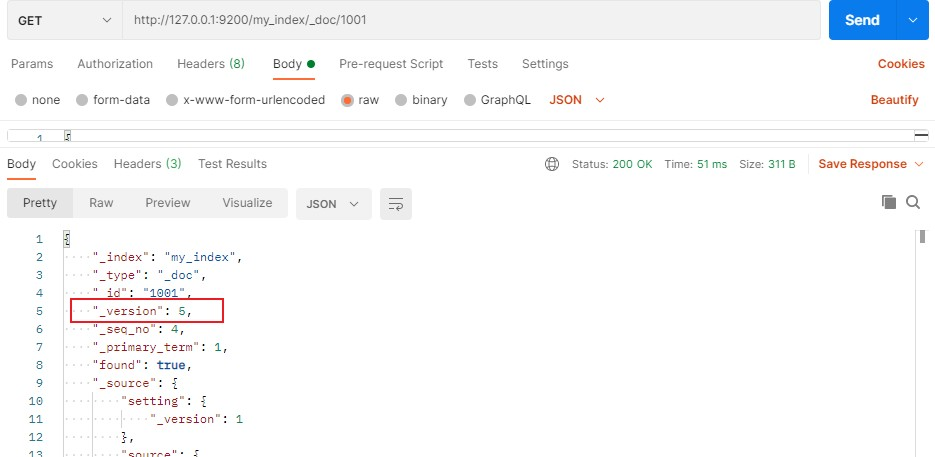 GET http://127.0.0.1:9200/my_index/_doc/1001 Send
Params Authorization Headers (8) Body Pre-request Script Tests Settings Cookies
none form-data x-www-form-urlencoded raw binary GraphQL JSON Beautify
1 {
Body Cookies Headers (3) Test Results Status: 200 OK Time: 51 ms Size: 311 B Save Response
Pretty Raw Preview Visualize JSON
1 {
2 "_index": "my_index",
3 "_type": "_doc",
4 "_id": "1001",
5 "_version": 5,
6 "_seq_no": 4,
7 "_primary_term": 1,
8 "found": true,
9 "_source": {
10 "setting": {
11 "_version": 1
12 },
13 "source": {